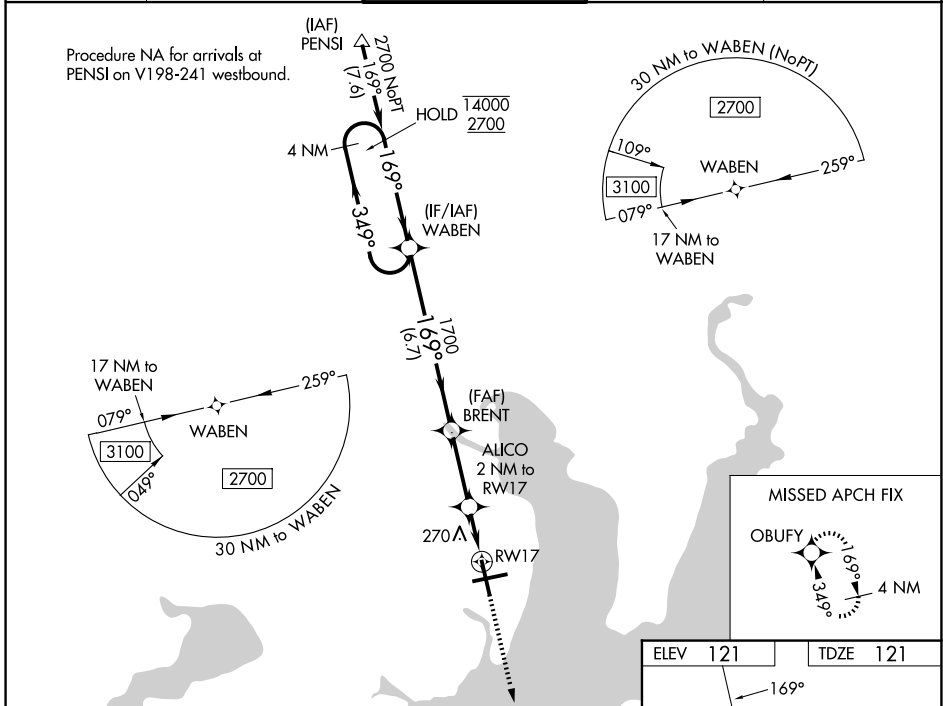 Procedure NA for arrivals at
PENSI on V198-241 westbound.
(IAF)
PENSI
2700 NoPT
169°
(7.6)
HOLD
14000
2700
4 NM
169°
349°
(IF/IAF)
WABEN
1700
169°
(6.7)
(FAF)
BRENT
ALICO
2 NM to
RW17
270
RW17
30 NM to WABEN (NoPT)
2700
109°
WABEN
259°
3100
079°
17 NM to
WABEN
17 NM to
WABEN
259°
079°
WABEN
3100
2700
049°
30 NM to WABEN
MISSED APCH FIX
OBUFY
169°
349°
4 NM
ELEV 121
TDZE 121
169°